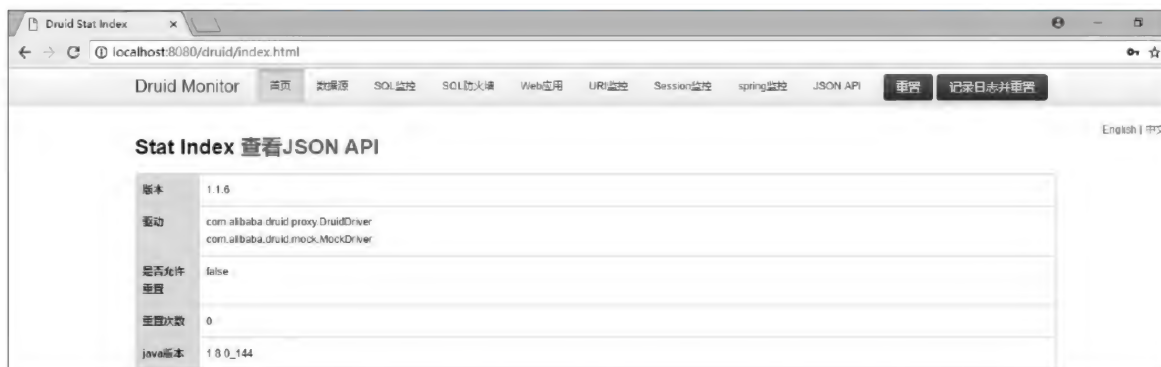 Druid Stat Index
localhost:8080/druid/index.html
Druid Monitor 首页 数据源 SQL监控 SQL防火墙 Web应用 URI监控 Session监控 spring监控 JSON API 重置 记录日志并重置
English | 中文
Stat Index 查看JSON API
版本 1.1.6
驱动 com.alibaba.druid.proxy.DruidDriver
com.alibaba.druid.mock.MockDriver
是否允许 false
重置
重置次数 0
java版本 1.8.0_144